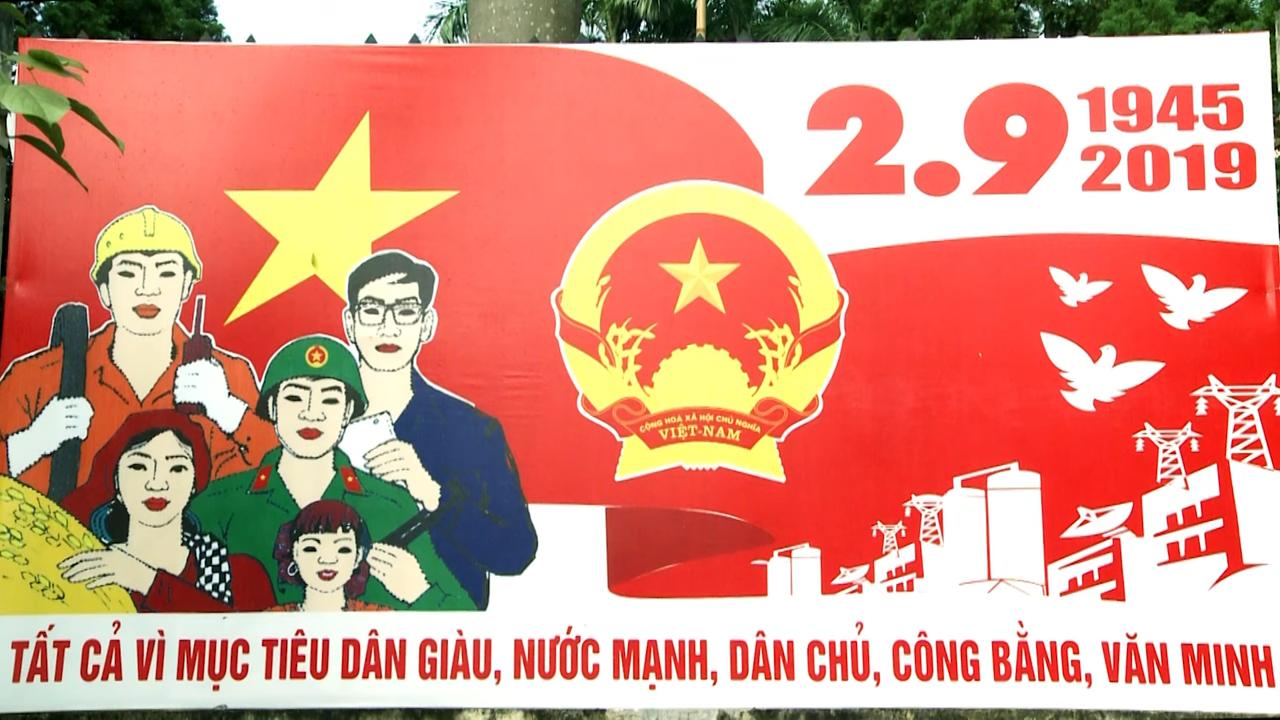 2.9
1945
2019
CỘNG HOÀ XÃ HỘI CHỦ NGHĨA
VIỆT-NAM
TẤT CẢ VÌ MỤC TIÊU DÂN GIÀU, NƯỚC MẠNH, DÂN CHỦ, CÔNG BẰNG, VĂN MINH